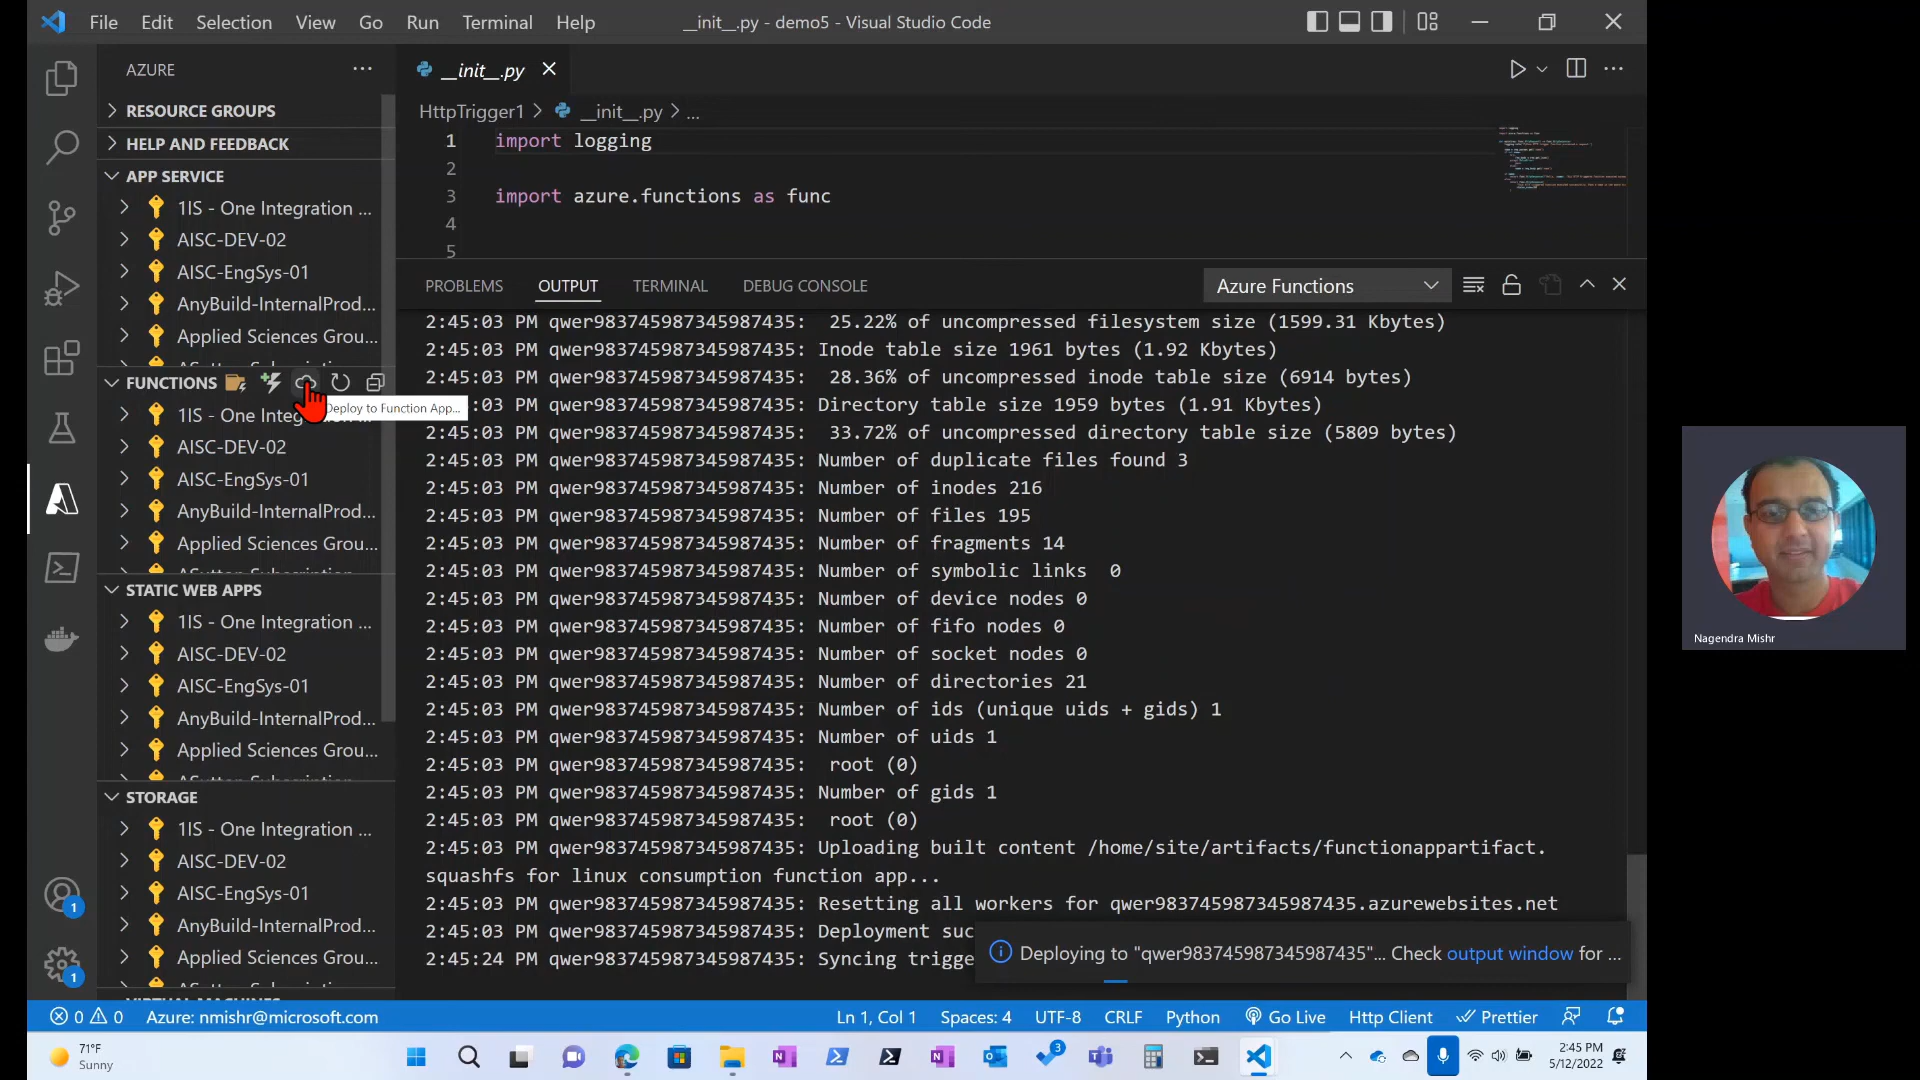 File Edit Selection View Go Run Terminal Help
__init__.py - demo5 - Visual Studio Code
AZURE
RESOURCE GROUPS
HELP AND FEEDBACK
APP SERVICE
1IS - One Integration ...
AISC-DEV-02
AISC-EngSys-01
AnyBuild-InternalProd...
Applied Sciences Grou...
FUNCTIONS
Deploy to Function App...
1IS - One Integ
AISC-DEV-02
AISC-EngSys-01
AnyBuild-InternalProd...
Applied Sciences Grou...
STATIC WEB APPS
1IS - One Integration ...
AISC-DEV-02
AISC-EngSys-01
AnyBuild-InternalProd...
Applied Sciences Grou...
STORAGE
1IS - One Integration ...
AISC-DEV-02
AISC-EngSys-01
AnyBuild-InternalProd...
Applied Sciences Grou...
__init__.py
HttpTrigger1 > __init__.py > ...
1 import logging
2
3 import azure.functions as func
4
5
PROBLEMS OUTPUT TERMINAL DEBUG CONSOLE
Azure Functions
2:45:03 PM qwer983745987345987435: 25.22% of uncompressed filesystem size (1599.31 Kbytes)
2:45:03 PM qwer983745987345987435: Inode table size 1961 bytes (1.92 Kbytes)
2:45:03 PM qwer983745987345987435: 28.36% of uncompressed inode table size (6914 bytes)
:03 PM qwer983745987345987435: Directory table size 1959 bytes (1.91 Kbytes)
2:45:03 PM qwer983745987345987435: 33.72% of uncompressed directory table size (5809 bytes)
2:45:03 PM qwer983745987345987435: Number of duplicate files found 3
2:45:03 PM qwer983745987345987435: Number of inodes 216
2:45:03 PM qwer983745987345987435: Number of files 195
2:45:03 PM qwer983745987345987435: Number of fragments 14
2:45:03 PM qwer983745987345987435: Number of symbolic links 0
2:45:03 PM qwer983745987345987435: Number of device nodes 0
2:45:03 PM qwer983745987345987435: Number of fifo nodes 0
2:45:03 PM qwer983745987345987435: Number of socket nodes 0
2:45:03 PM qwer983745987345987435: Number of directories 21
2:45:03 PM qwer983745987345987435: Number of ids (unique uids + gids) 1
2:45:03 PM qwer983745987345987435: Number of uids 1
2:45:03 PM qwer983745987345987435: root (0)
2:45:03 PM qwer983745987345987435: Number of gids 1
2:45:03 PM qwer983745987345987435: root (0)
2:45:03 PM qwer983745987345987435: Uploading built content /home/site/artifacts/functionappartifact.
squashfs for linux consumption function app...
2:45:03 PM qwer983745987345987435: Resetting all workers for qwer983745987345987435.azurewebsites.net
2:45:03 PM qwer983745987345987435: Deployment suc
2:45:24 PM qwer983745987345987435: Syncing trigge
Deploying to "qwer983745987345987435"... Check output window for ...
1
1
0 0 Azure: nmishr@microsoft.com
Ln 1, Col 1 Spaces: 4 UTF-8 CRLF Python Go Live Http Client Prettier
71°F
Sunny
3
2:45 PM
5/12/2022
Nagendra Mishr